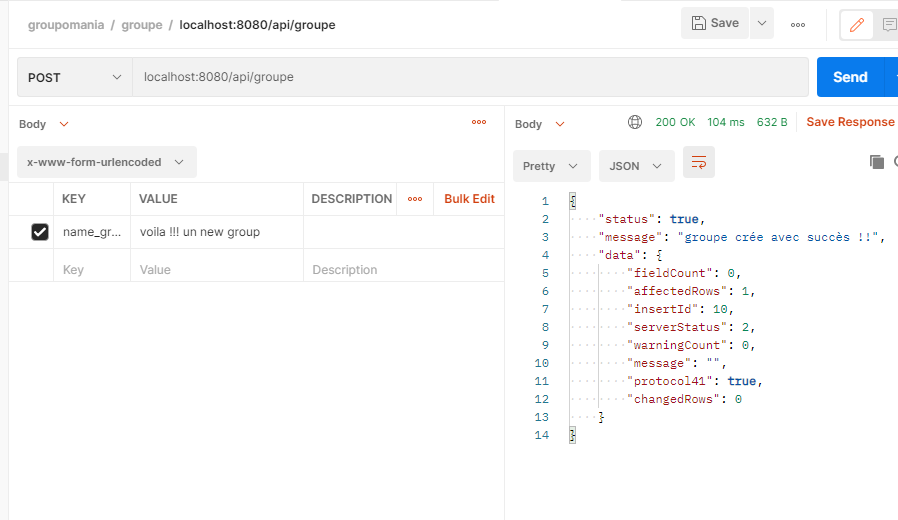 groupomania / groupe / localhost:8080/api/groupe
Save
POST
localhost:8080/api/groupe
Send
Body
x-www-form-urlencoded
KEY VALUE DESCRIPTION Bulk Edit
name_gr... voila !!! un new group
Key Value Description
Body 200 OK 104 ms 632 B Save Response
Pretty JSON
1 {
2 "status": true,
3 "message": "groupe crée avec succès !!",
4 "data": {
5 "fieldCount": 0,
6 "affectedRows": 1,
7 "insertId": 10,
8 "serverStatus": 2,
9 "warningCount": 0,
10 "message": "",
11 "protocol41": true,
12 "changedRows": 0
13 }
14 }